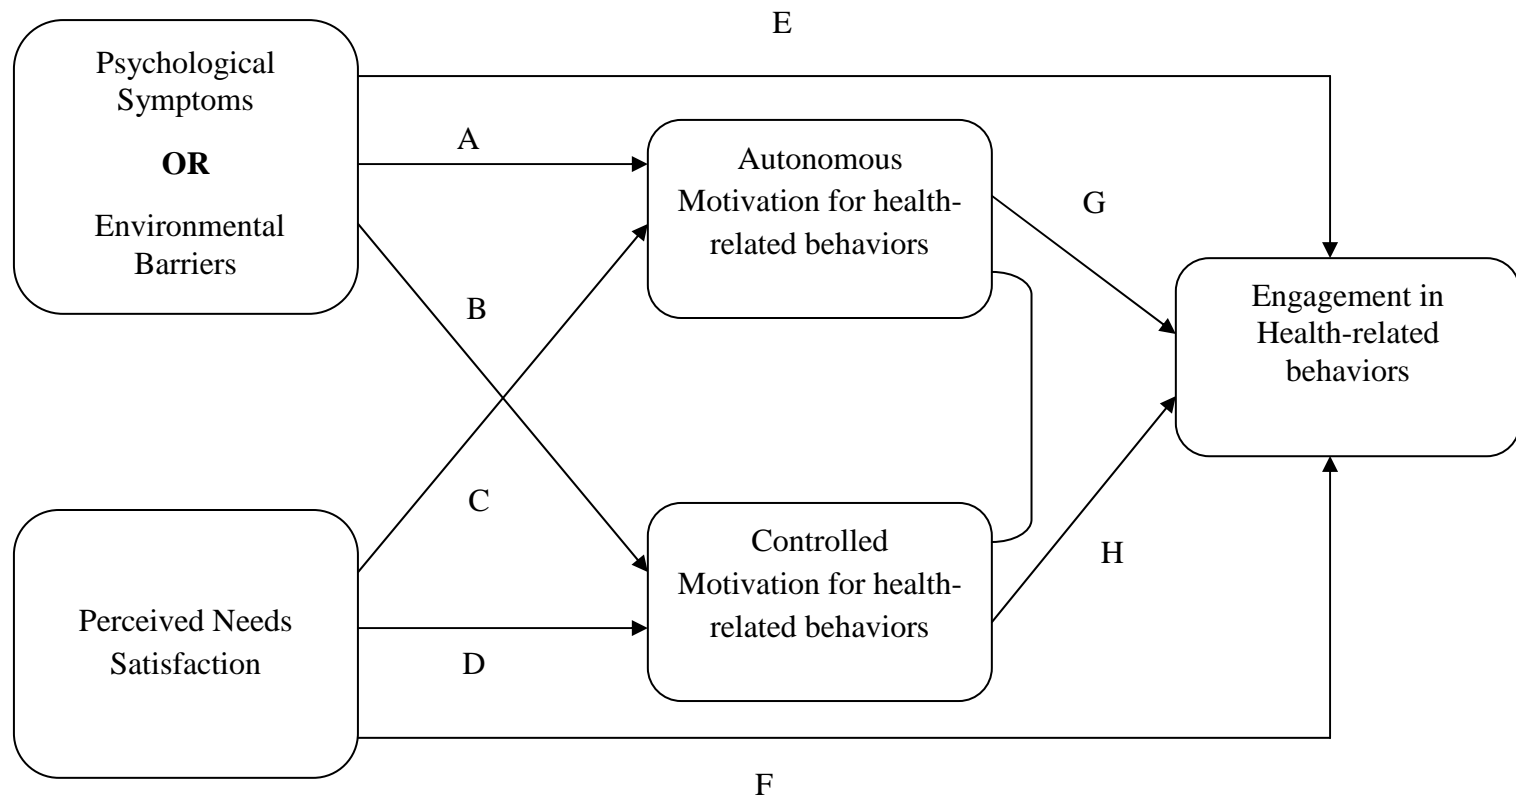 E
Psychological
Symptoms
OR
Environmental
Barriers
A
Autonomous
Motivation for health-
related behaviors
G
B
Engagement in
Health-related
behaviors
C
Controlled
Motivation for health-
related behaviors
H
Perceived Needs
Satisfaction
D
F